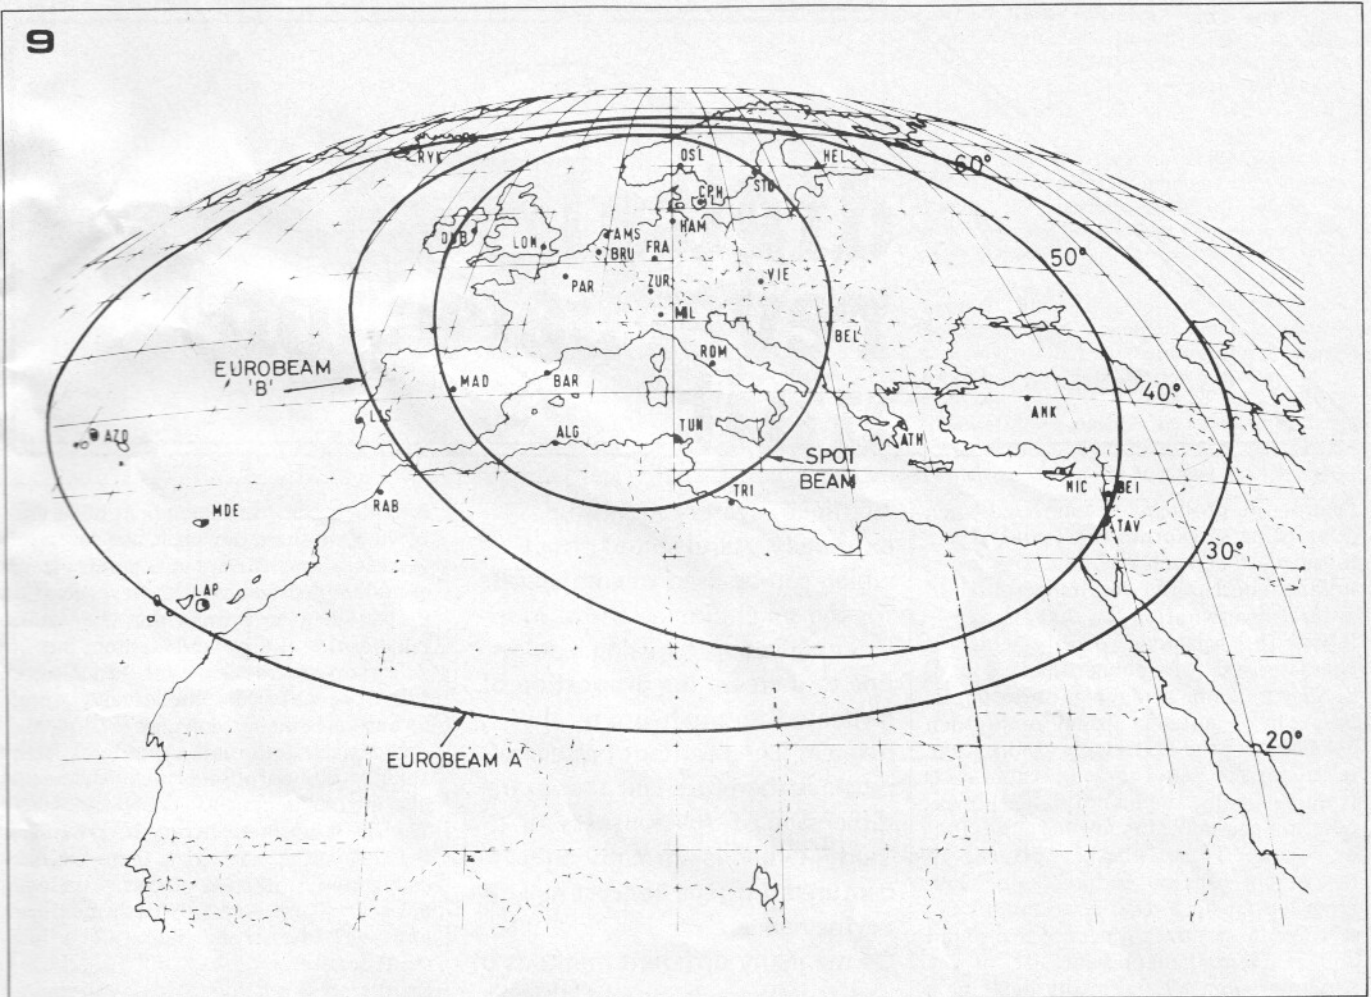 9
RYK
OSL
HEL
60°
STO
CPH
HAM
DUB
LON
AMS
BRU
FRA
50°
PAR
ZUR
VIE
MIL
BEL
EUROBEAM
'B'
ROM
MAD
BAR
40°
ANK
LIS
AZO
ALG
TUN
ATH
SPOT
BEAM
NIC
BEI
MDE
RAB
TRI
TAV
30°
LAP
20°
EUROBEAM 'A'